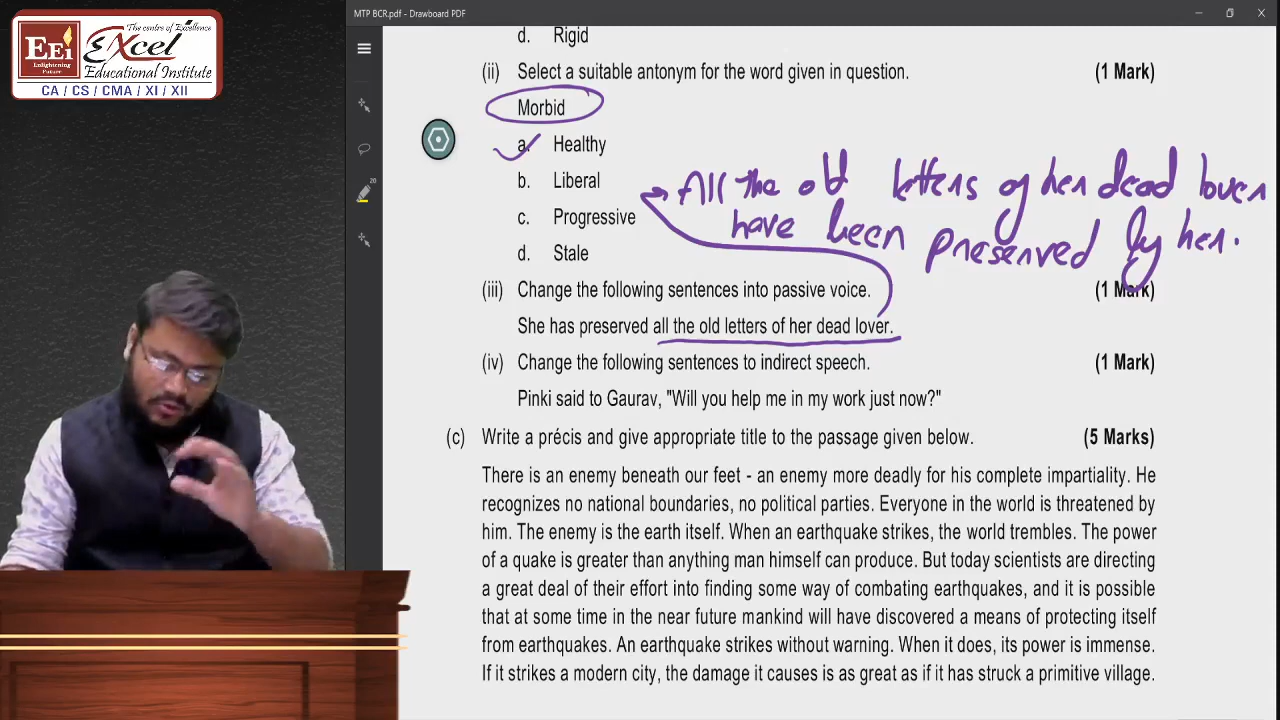 The centre of Excellence
EEi
Enlightening
Future
Excel
Educational Institute
CA / CS / CMA / XI / XII
MTP BCR.pdf - Drawboard PDF
20
d. Rigid
(ii) Select a suitable antonym for the word given in question. (1 Mark)
Morbid
a. Healthy
b. Liberal
c. Progressive
d. Stale
All the old letters of her dead lover
have been preserved by her.
(iii) Change the following sentences into passive voice. (1 Mark)
She has preserved all the old letters of her dead lover.
(iv) Change the following sentences to indirect speech. (1 Mark)
Pinki said to Gaurav, "Will you help me in my work just now?"
(c) Write a précis and give appropriate title to the passage given below. (5 Marks)
There is an enemy beneath our feet - an enemy more deadly for his complete impartiality. He
recognizes no national boundaries, no political parties. Everyone in the world is threatened by
him. The enemy is the earth itself. When an earthquake strikes, the world trembles. The power
of a quake is greater than anything man himself can produce. But today scientists are directing
a great deal of their effort into finding some way of combating earthquakes, and it is possible
that at some time in the near future mankind will have discovered a means of protecting itself
from earthquakes. An earthquake strikes without warning. When it does, its power is immense.
If it strikes a modern city, the damage it causes is as great as if it has struck a primitive village.